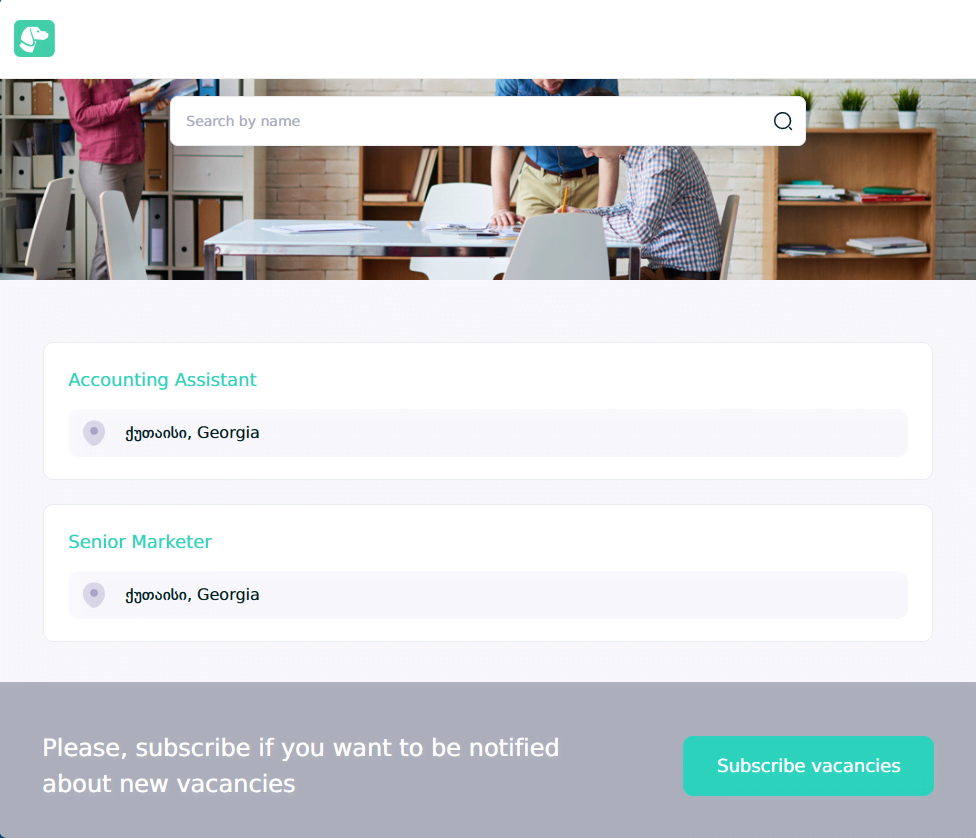 Search by name
Accounting Assistant
ქუთაისი, Georgia
Senior Marketer
ქუთაისი, Georgia
Please, subscribe if you want to be notified
about new vacancies
Subscribe vacancies